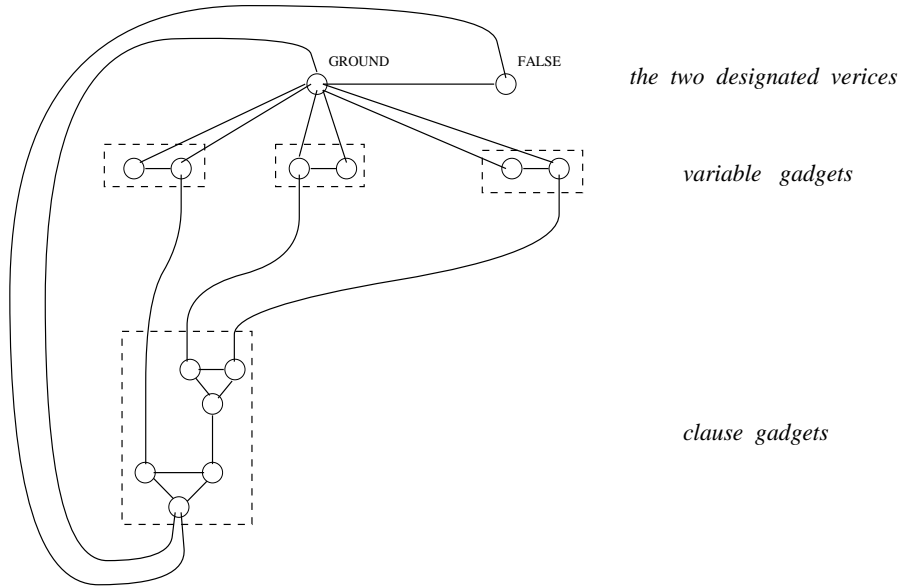 GROUND
FALSE
the two designated verices
variable gadgets
clause gadgets